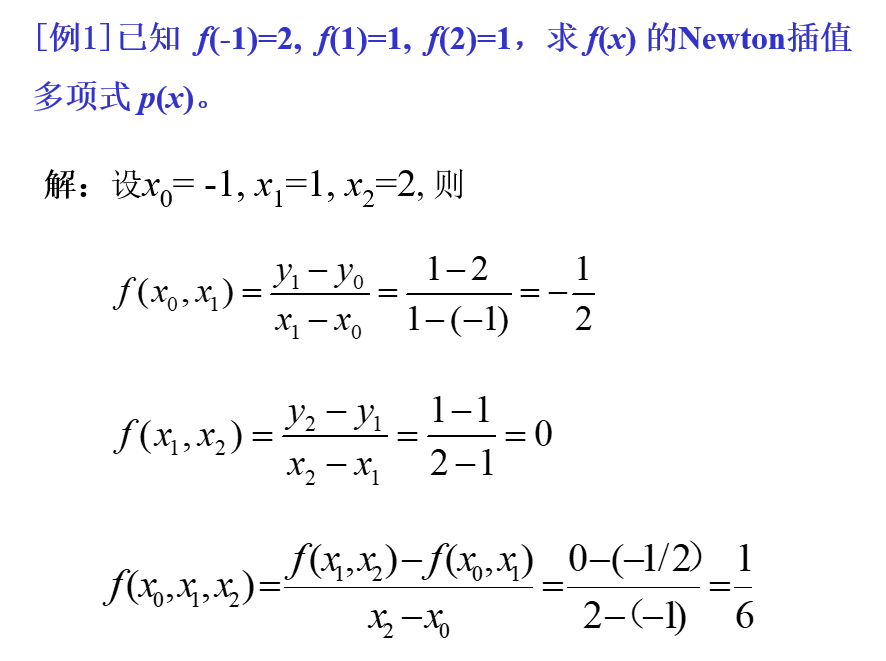 [例1]已知 f(-1)=2, f(1)=1, f(2)=1，求 f(x) 的Newton插值
多项式 p(x)。
解：设x₀= -1, x₁=1, x₂=2, 则
f(x₀,x₁) = (y₁ − y₀)/(x₁ − x₀) = (1−2)/(1−(−1)) = −1/2
f(x₁,x₂) = (y₂ − y₁)/(x₂ − x₁) = (1−1)/(2−1) = 0
f(x₀,x₁,x₂) = (f(x₁,x₂)−f(x₀,x₁))/(x₂ − x₀) = (0−(−1/2）)/(2−（−1)) = 1/6